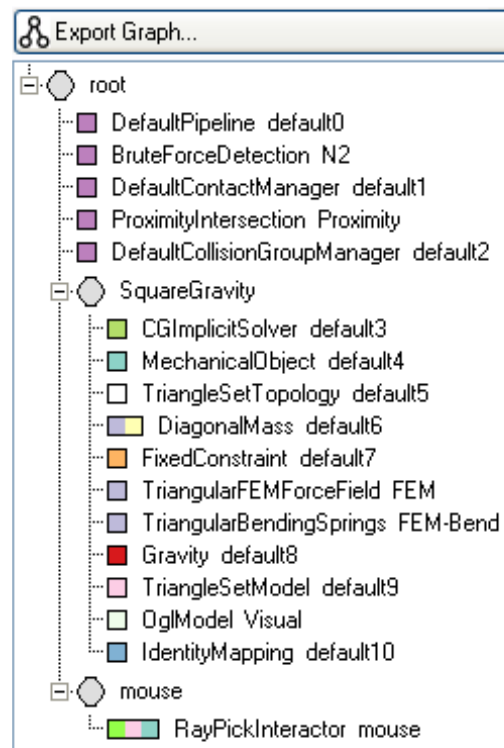 Export Graph...
root
DefaultPipeline default0
BruteForceDetection N2
DefaultContactManager default1
ProximityIntersection Proximity
DefaultCollisionGroupManager default2
SquareGravity
CGImplicitSolver default3
MechanicalObject default4
TriangleSetTopology default5
DiagonalMass default6
FixedConstraint default7
TriangularFEMForceField FEM
TriangularBendingSprings FEM-Bend
Gravity default8
TriangleSetModel default9
OglModel Visual
IdentityMapping default10
mouse
RayPickInteractor mouse